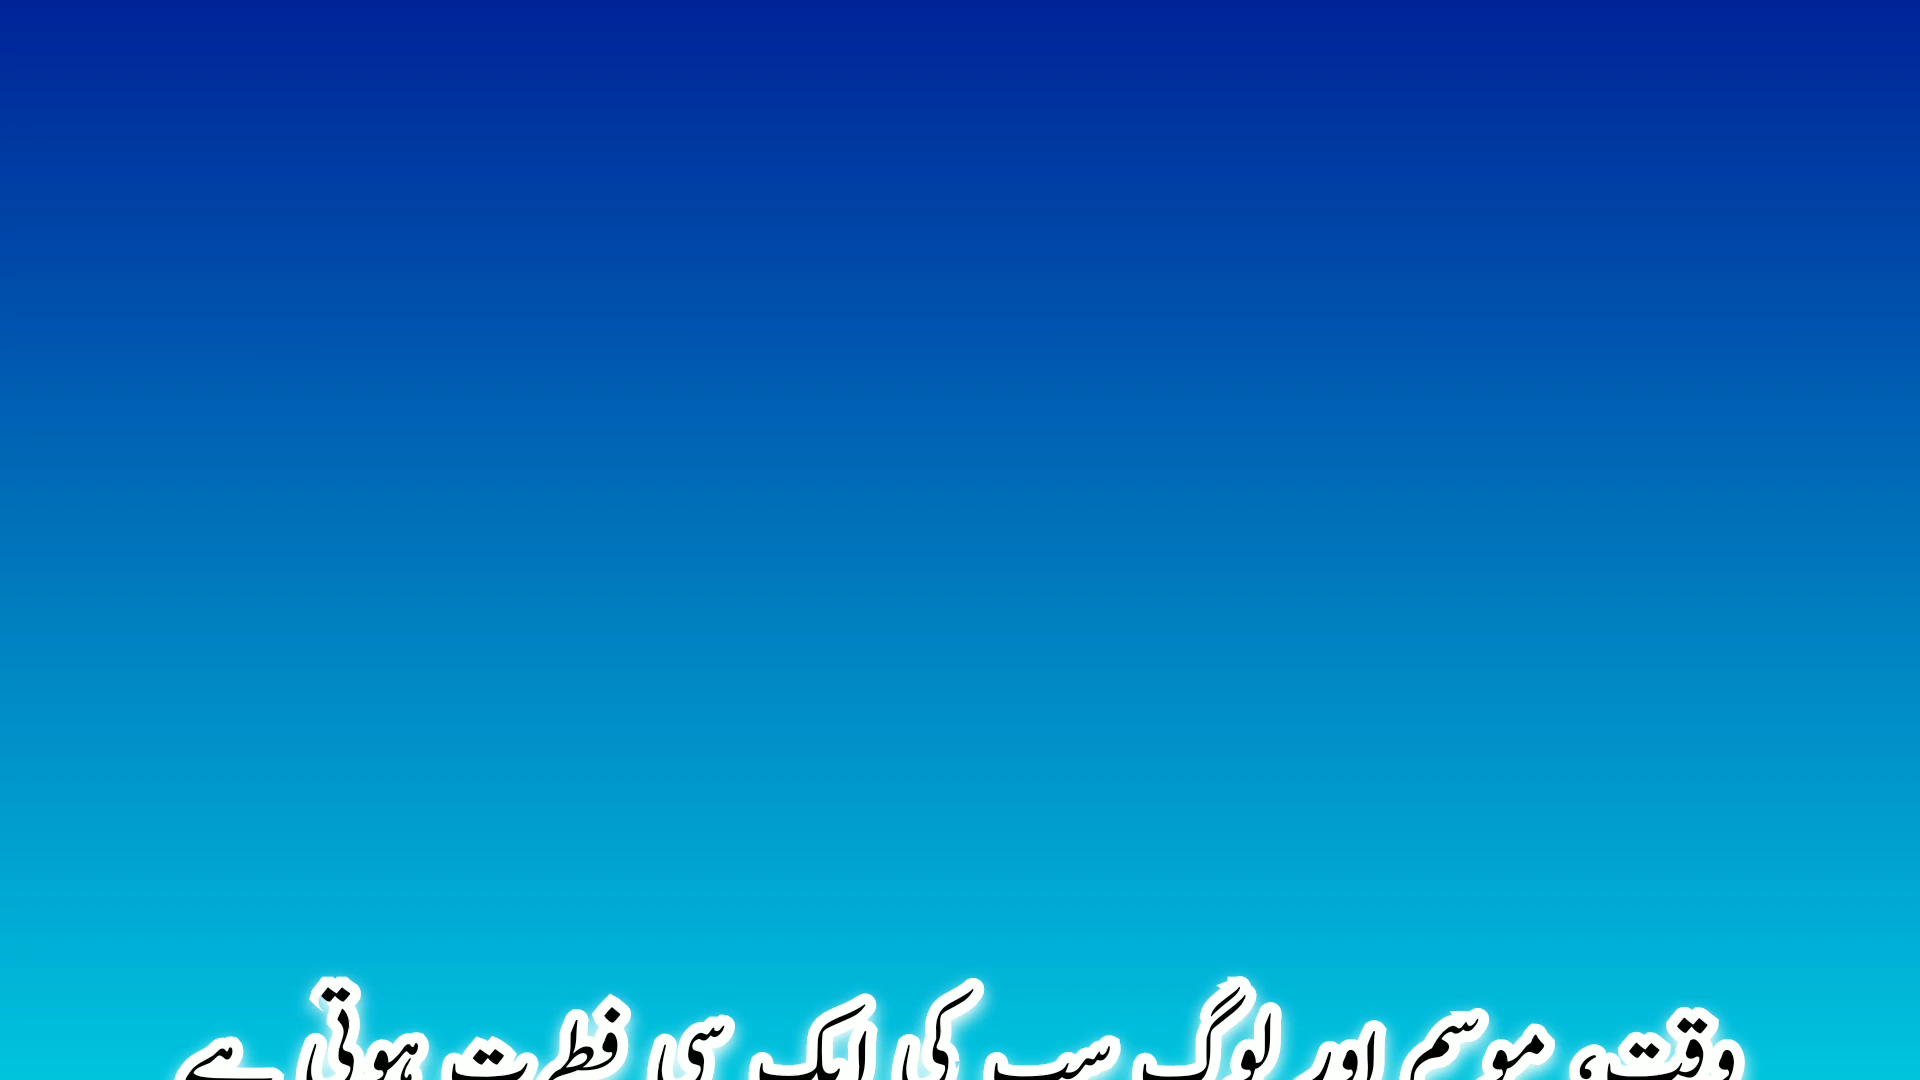 وقت، موسم اور لوگ سب کی ایک سی فطرت ہوتی ہے